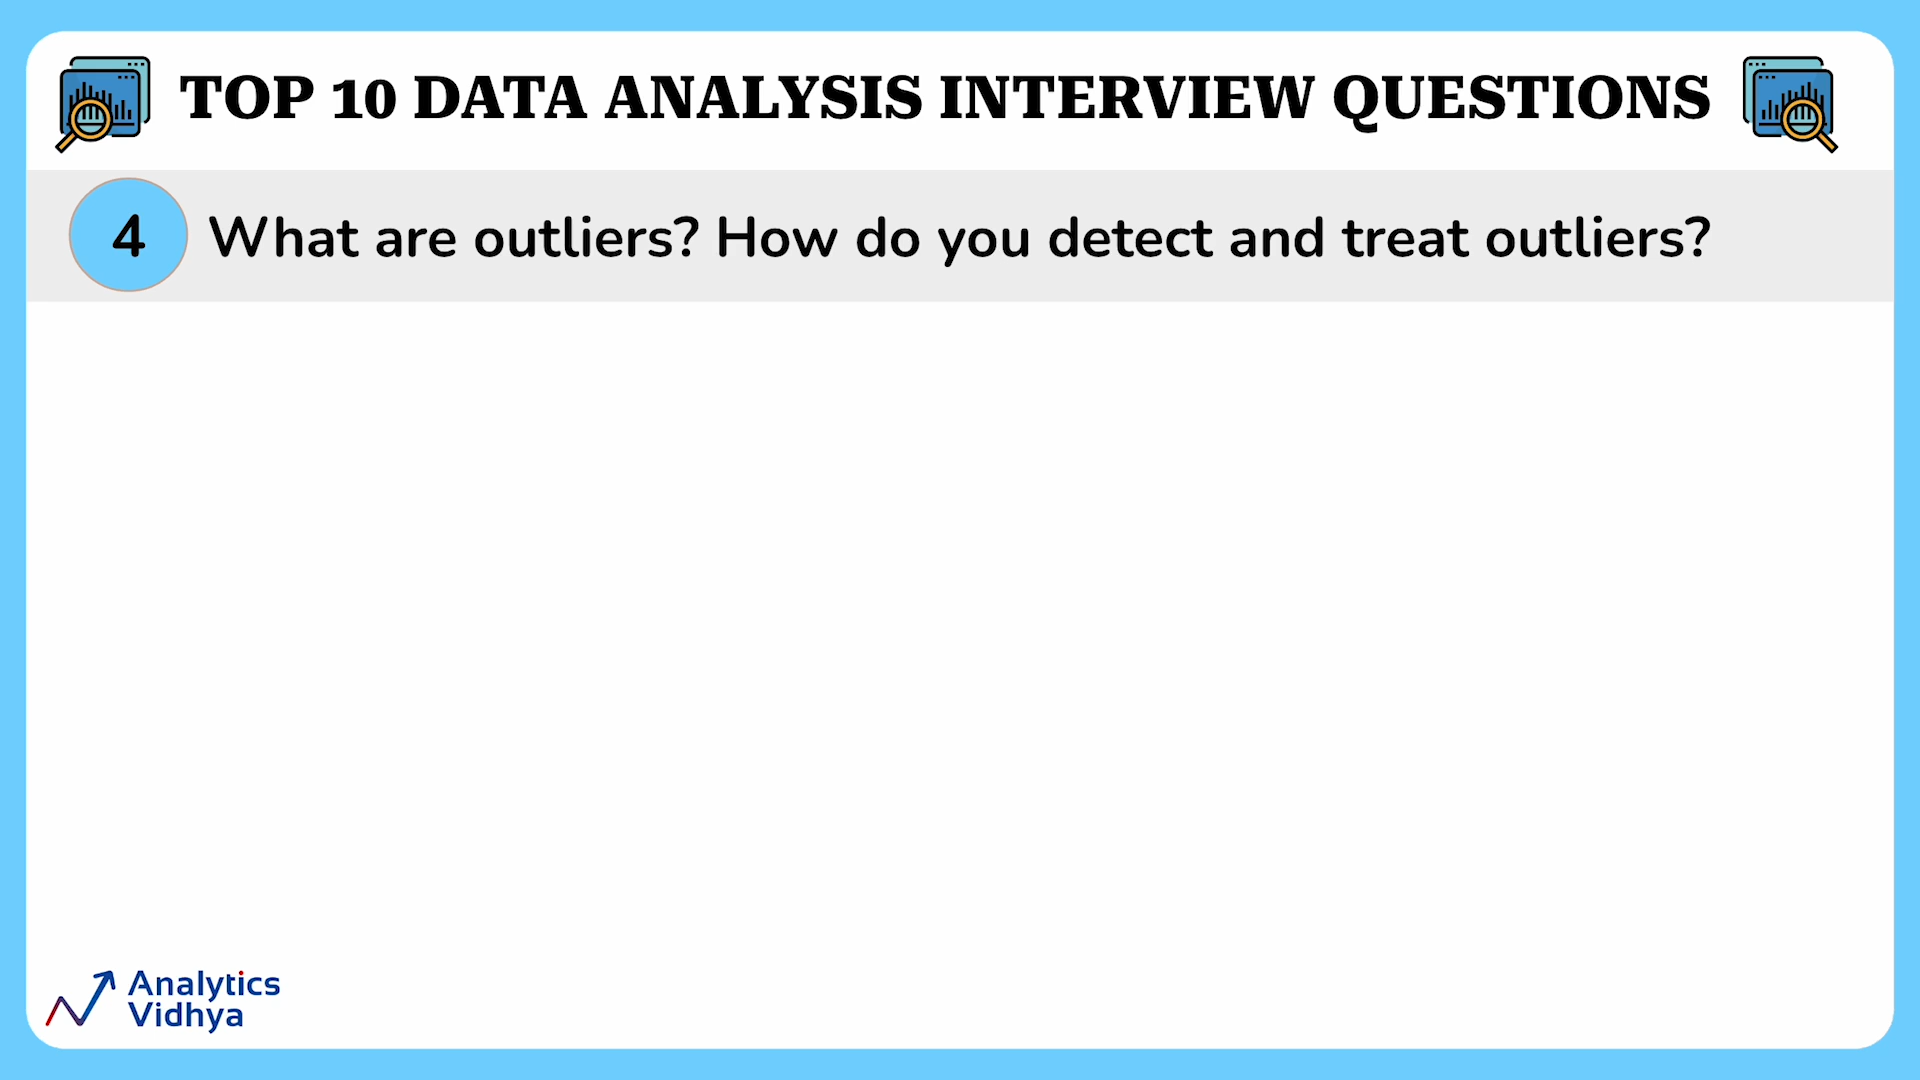 TOP 10 DATA ANALYSIS INTERVIEW QUESTIONS
4 What are outliers? How do you detect and treat outliers?
Analytics
Vidhya